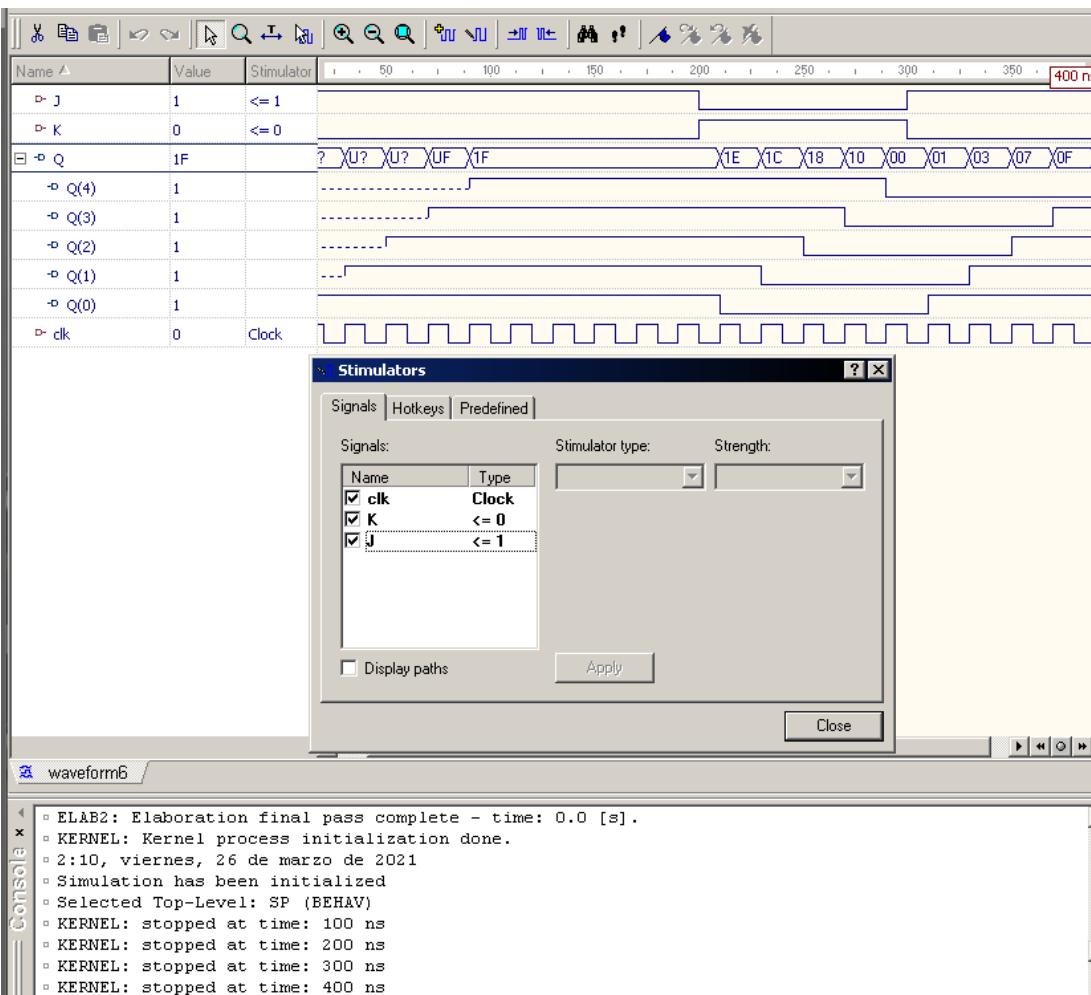 Name Value Stimulator 50 100 150 200 250 300 350 400 n
J 1 <= 1
K 0 <= 0
Q 1F ? U? U? UF 1F 1E 1C 18 10 00 01 03 07 0F
Q(4) 1
Q(3) 1
Q(2) 1
Q(1) 1
Q(0) 1
clk 0 Clock
Stimulators
Signals Hotkeys Predefined
Signals: Stimulator type: Strength:
Name Type
clk Clock
K <= 0
J <= 1
Display paths Apply
Close
waveform6
Console
ELAB2: Elaboration final pass complete - time: 0.0 [s].
KERNEL: Kernel process initialization done.
2:10, viernes, 26 de marzo de 2021
Simulation has been initialized
Selected Top-Level: SP (BEHAV)
KERNEL: stopped at time: 100 ns
KERNEL: stopped at time: 200 ns
KERNEL: stopped at time: 300 ns
KERNEL: stopped at time: 400 ns